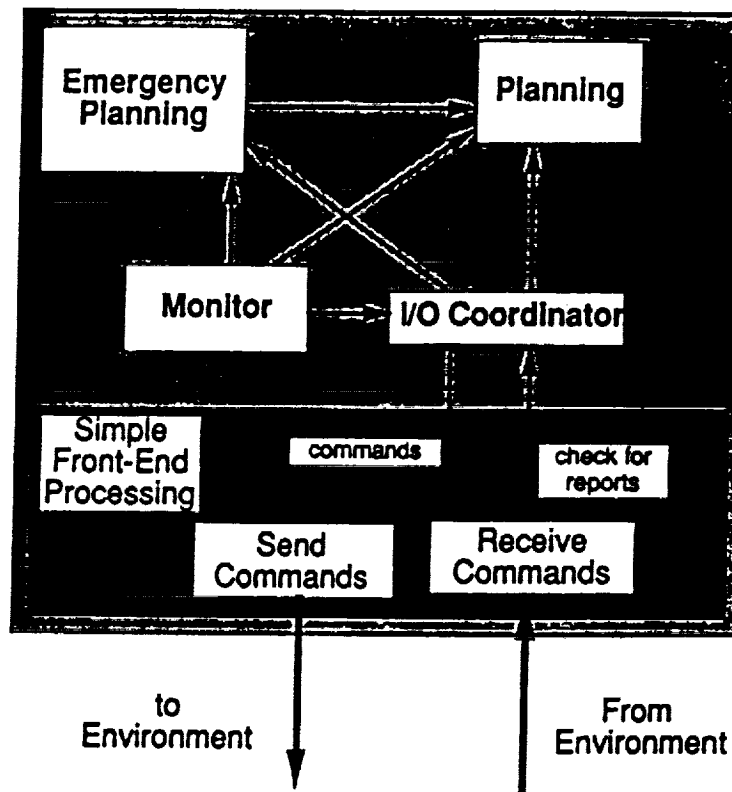 Emergency
Planning
Planning
Monitor
I/O Coordinator
Simple
Front-End
Processing
commands
check for
reports
Send
Commands
Receive
Commands
to
Environment
From
Environment